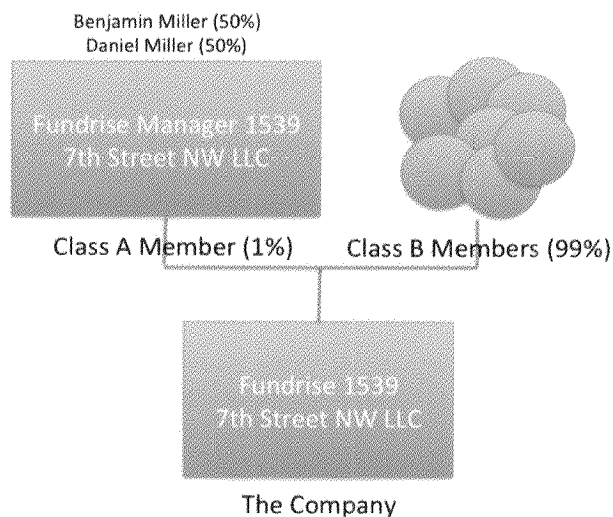 Benjamin Miller (50%)
Daniel Miller (50%)
Fundrise Manager 1539
7th Street NW LLC
Class A Member (1%)
Class B Members (99%)
Fundrise 1539
7th Street NW LLC
The Company